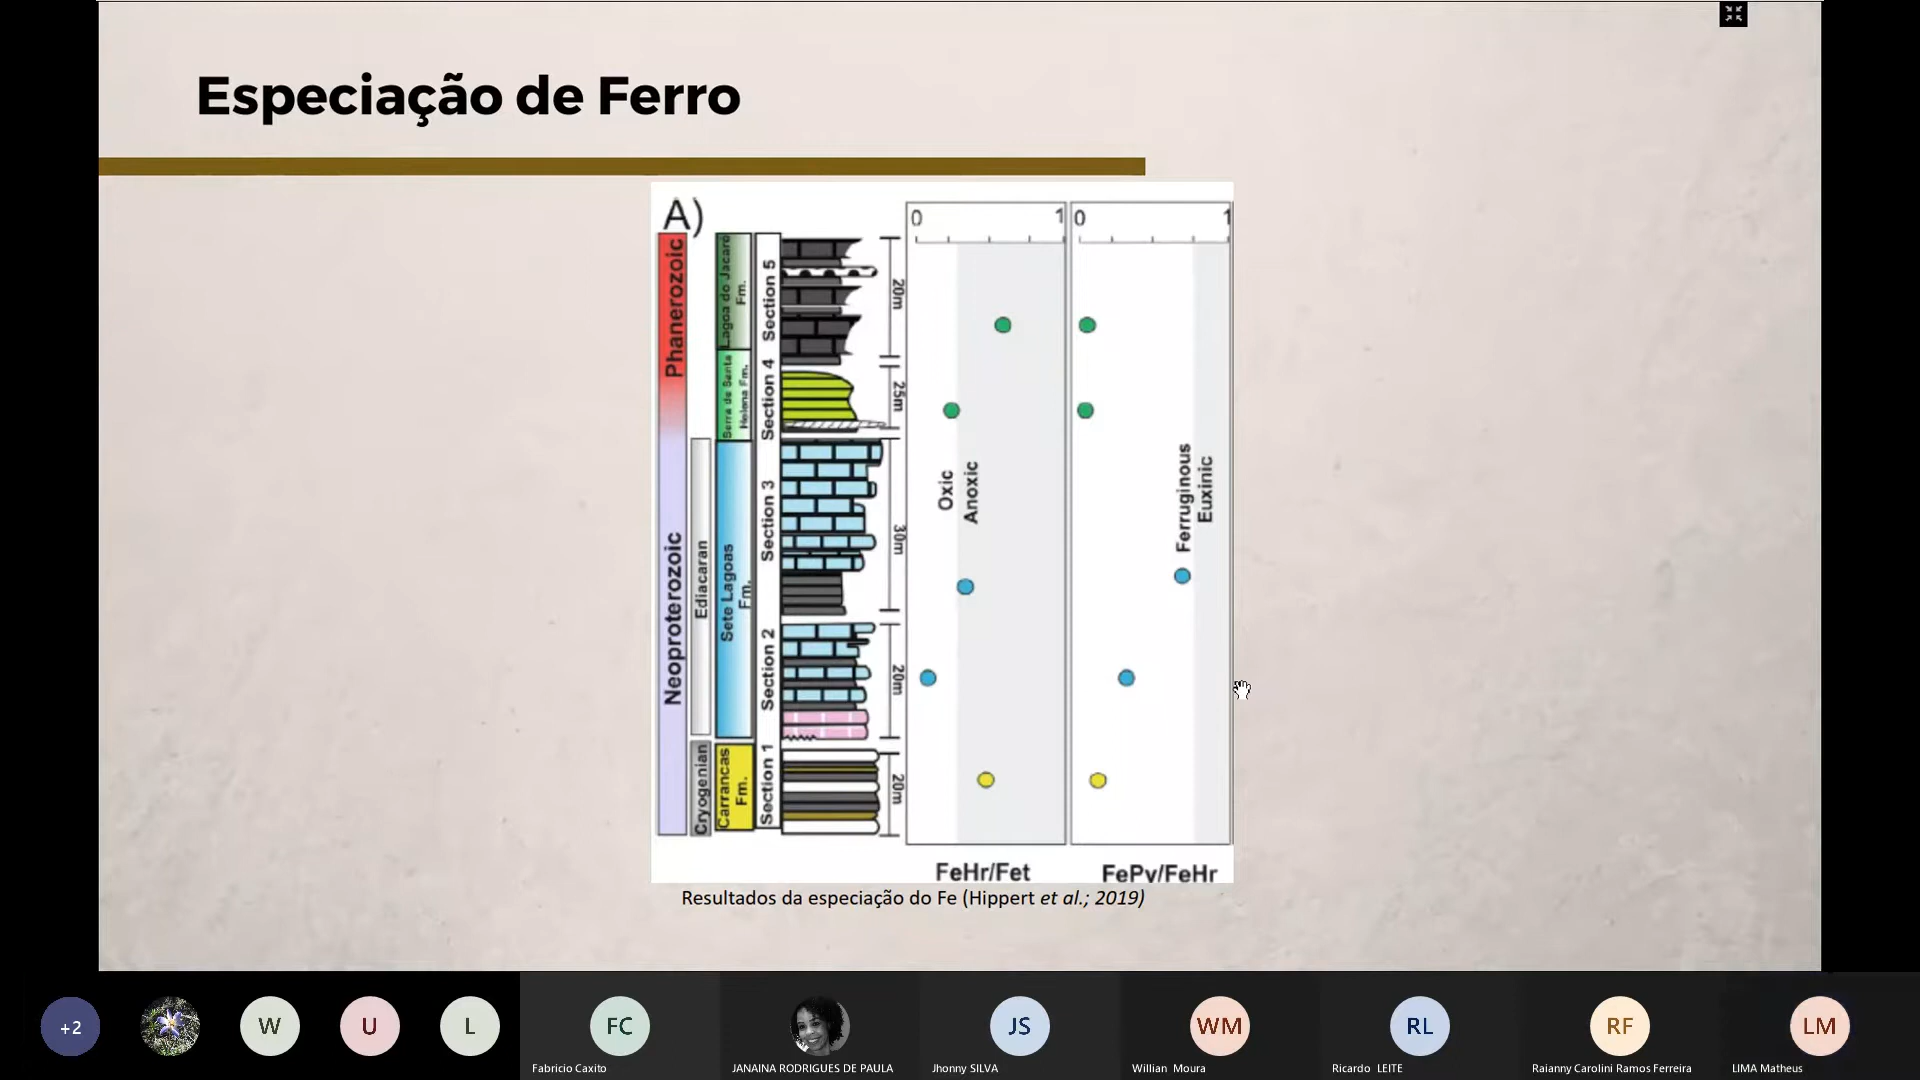 Especiação de Ferro
A)
0
1
0
1
Phanerozoic
Neoproterozoic
Ediacaran
Cryogenian
Lagoa do Jacaré
Fm.
Serra de Santa
Helena Fm.
Sete Lagoas
Fm.
Carrancas
Fm.
Section 5
Section 4
Section 3
Section 2
Section 1
20m
25m
30m
20m
20m
Oxic
Anoxic
Ferruginous
Euxinic
FeHr/Fet
FePy/FeHr
Resultados da especiação do Fe (Hippert et al.; 2019)
+2
W
U
L
FC
JS
WM
RL
RF
LM
Fabricio Caxito
JANAINA RODRIGUES DE PAULA
Jhonny SILVA
Willian Moura
Ricardo LEITE
Raianny Carolini Ramos Ferreira
LIMA Matheus